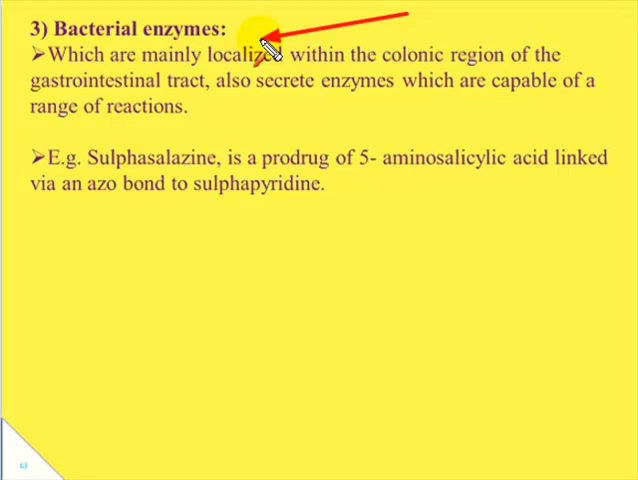 3) Bacterial enzymes:
➢Which are mainly localized within the colonic region of the
gastrointestinal tract, also secrete enzymes which are capable of a
range of reactions.
➢E.g. Sulphasalazine, is a prodrug of 5- aminosalicylic acid linked
via an azo bond to sulphapyridine.
63